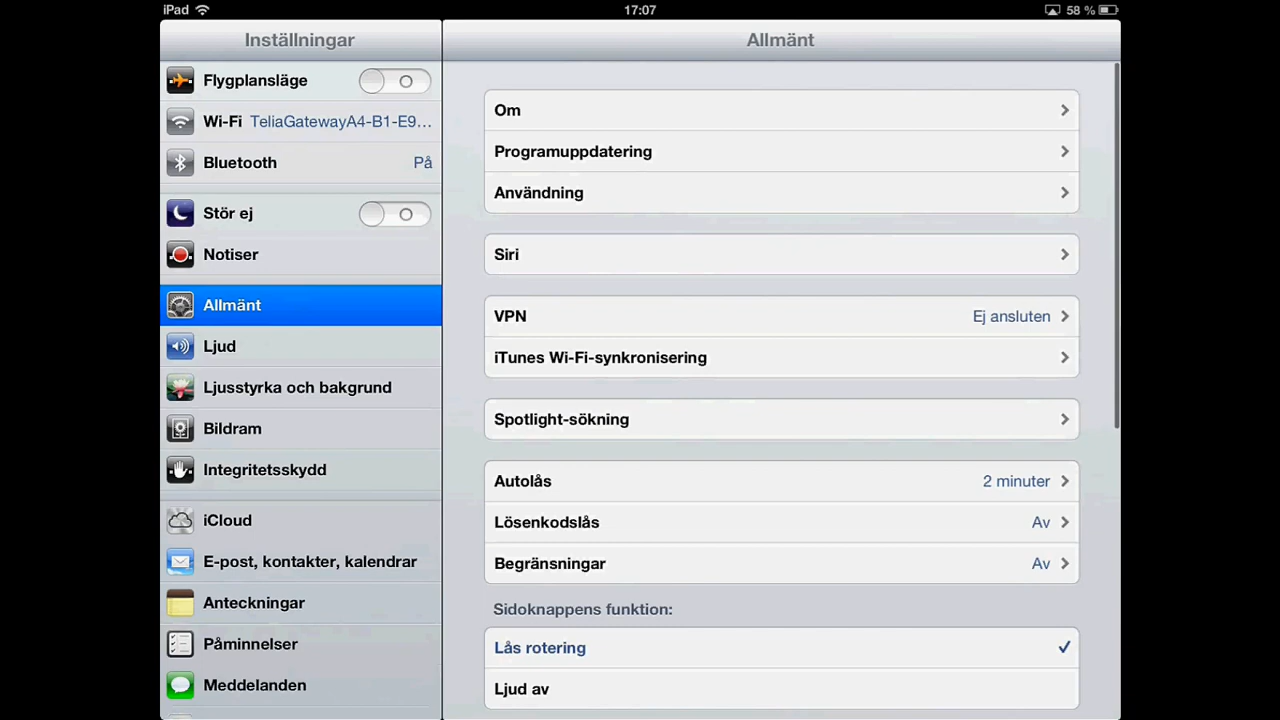 iPad 17:07 58 %
Inställningar
Flygplansläge
Wi-Fi TeliaGatewayA4-B1-E9...
Bluetooth På
Stör ej
Notiser
Allmänt
Ljud
Ljusstyrka och bakgrund
Bildram
Integritetsskydd
iCloud
E-post, kontakter, kalendrar
Anteckningar
Påminnelser
Meddelanden
Allmänt
Om
Programuppdatering
Användning
Siri
VPN Ej ansluten
iTunes Wi-Fi-synkronisering
Spotlight-sökning
Autolås 2 minuter
Lösenkodslås Av
Begränsningar Av
Sidoknappens funktion:
Lås rotering
Ljud av